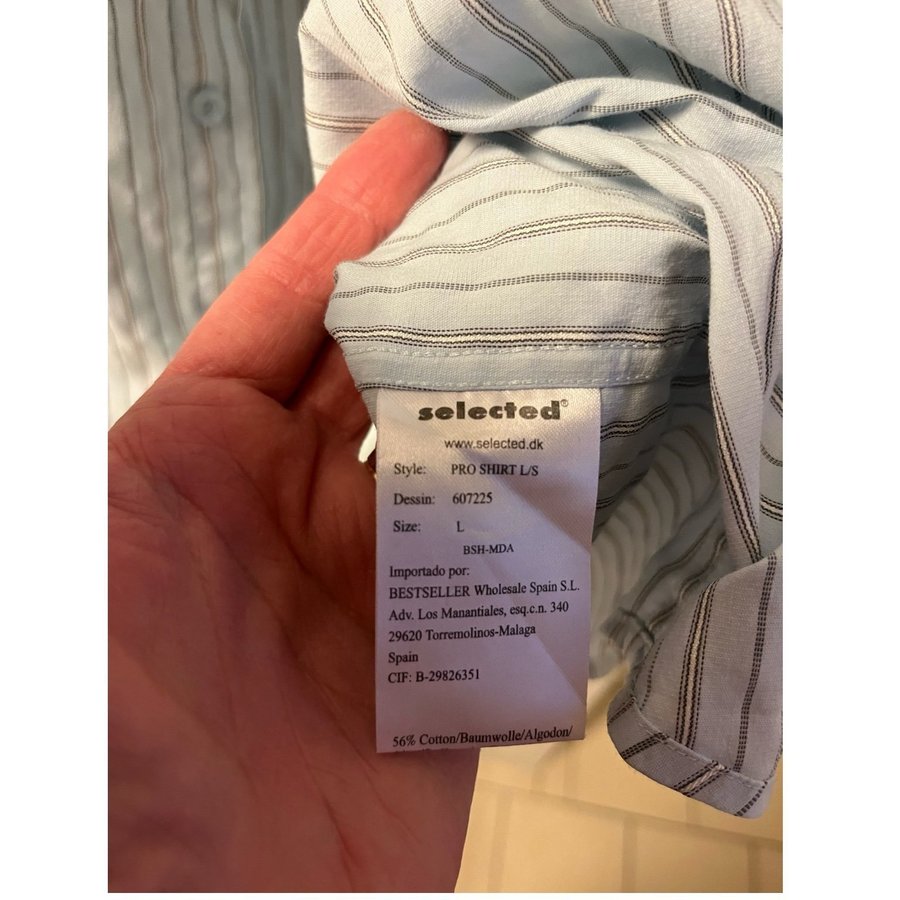 selected®
www.selected.dk
Style: PRO SHIRT L/S
Dessin: 607225
Size: L
BSH-MDA
Importado por:
BESTSELLER Wholesale Spain S.L.
Adv. Los Manantiales, esq.c.n. 340
29620 Torremolinos-Malaga
Spain
CIF: B-29826351
56% Cotton/Baumwolle/Algodon/